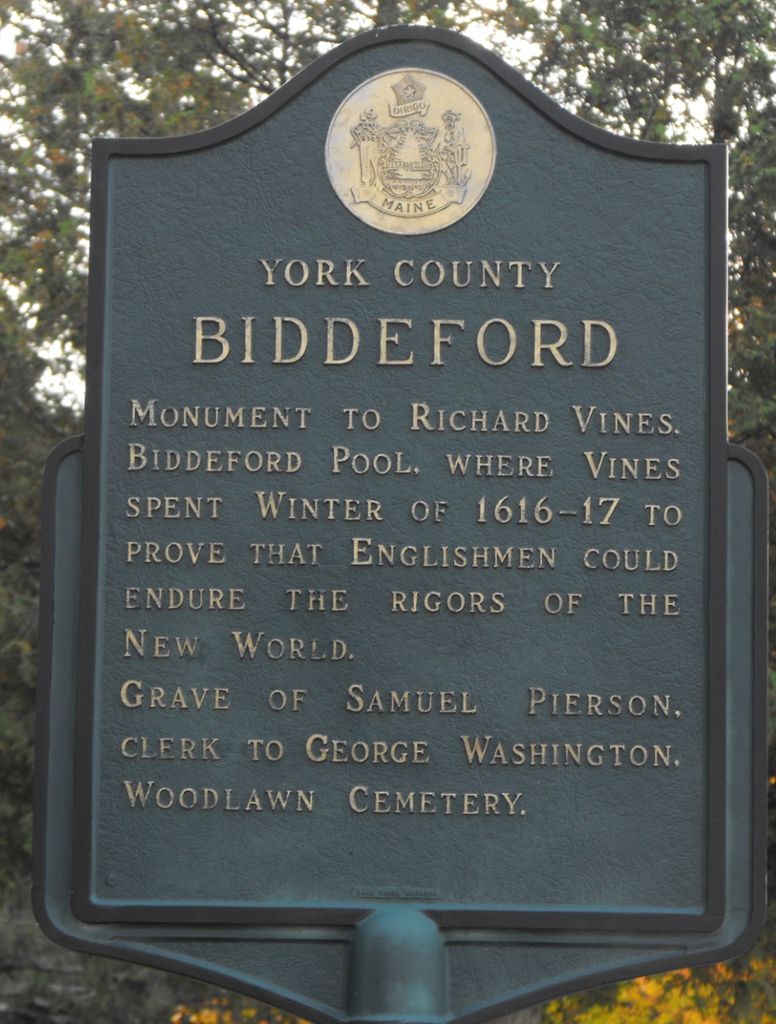 DIRIGO
MAINE
YORK COUNTY
BIDDEFORD
MONUMENT TO RICHARD VINES.
BIDDEFORD POOL, WHERE VINES
SPENT WINTER OF 1616-17 TO
PROVE THAT ENGLISHMEN COULD
ENDURE THE RIGORS OF THE
NEW WORLD.
GRAVE OF SAMUEL PIERSON,
CLERK TO GEORGE WASHINGTON,
WOODLAWN CEMETERY.